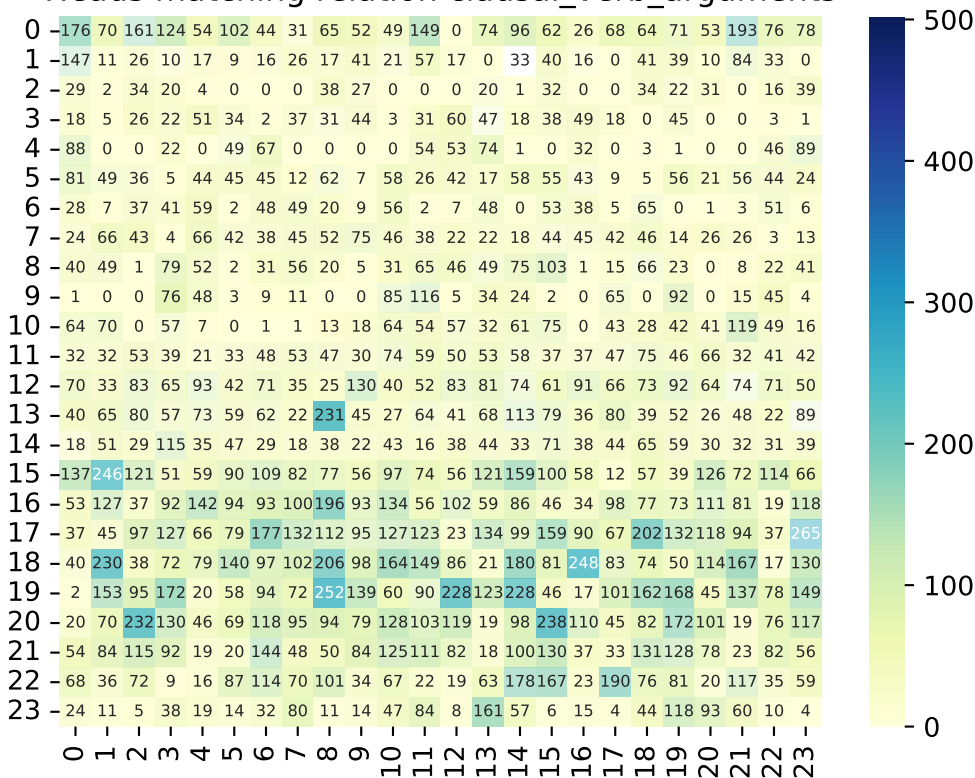 Heads matching relation clausal_verb_arguments
0 176 70 161 124 54 102 44 31 65 52 49 149 0 74 96 62 26 68 64 71 53 193 76 78
1 147 11 26 10 17 9 16 26 17 41 21 57 17 0 33 40 16 0 41 39 10 84 33 0
2 29 2 34 20 4 0 0 0 38 27 0 0 0 20 1 32 0 0 34 22 31 0 16 39
3 18 5 26 22 51 34 2 37 31 44 3 31 60 47 18 38 49 18 0 45 0 0 3 1
4 88 0 0 22 0 49 67 0 0 0 0 54 53 74 1 0 32 0 3 1 0 0 46 89
5 81 49 36 5 44 45 45 12 62 7 58 26 42 17 58 55 43 9 5 56 21 56 44 24
6 28 7 37 41 59 2 48 49 20 9 56 2 7 48 0 53 38 5 65 0 1 3 51 6
7 24 66 43 4 66 42 38 45 52 75 46 38 22 22 18 44 45 42 46 14 26 26 3 13
8 40 49 1 79 52 2 31 56 20 5 31 65 46 49 75 103 1 15 66 23 0 8 22 41
9 1 0 0 76 48 3 9 11 0 0 85 116 5 34 24 2 0 65 0 92 0 15 45 4
10 64 70 0 57 7 0 1 1 13 18 64 54 57 32 61 75 0 43 28 42 41 119 49 16
11 32 32 53 39 21 33 48 53 47 30 74 59 50 53 58 37 37 47 75 46 66 32 41 42
12 70 33 83 65 93 42 71 35 25 130 40 52 83 81 74 61 91 66 73 92 64 74 71 50
13 40 65 80 57 73 59 62 22 231 45 27 64 41 68 113 79 36 80 39 52 26 48 22 89
14 18 51 29 115 35 47 29 18 38 22 43 16 38 44 33 71 38 44 65 59 30 32 31 39
15 137 246 121 51 59 90 109 82 77 56 97 74 56 121 159 100 58 12 57 39 126 72 114 66
16 53 127 37 92 142 94 93 100 196 93 134 56 102 59 86 46 34 98 77 73 111 81 19 118
17 37 45 97 127 66 79 177 132 112 95 127 123 23 134 99 159 90 67 202 132 118 94 37 265
18 40 230 38 72 79 140 97 102 206 98 164 149 86 21 180 81 248 83 74 50 114 167 17 130
19 2 153 95 172 20 58 94 72 252 139 60 90 228 123 228 46 17 101 162 168 45 137 78 149
20 20 70 232 130 46 69 118 95 94 79 128 103 119 19 98 238 110 45 82 172 101 19 76 117
21 54 84 115 92 19 20 144 48 50 84 125 111 82 18 100 130 37 33 131 128 78 23 82 56
22 68 36 72 9 16 87 114 70 101 34 67 22 19 63 178 167 23 190 76 81 20 117 35 59
23 24 11 5 38 19 14 32 80 11 14 47 84 8 161 57 6 15 4 44 118 93 60 10 4
0 1 2 3 4 5 6 7 8 9 10 11 12 13 14 15 16 17 18 19 20 21 22 23
500
400
300
200
100
0